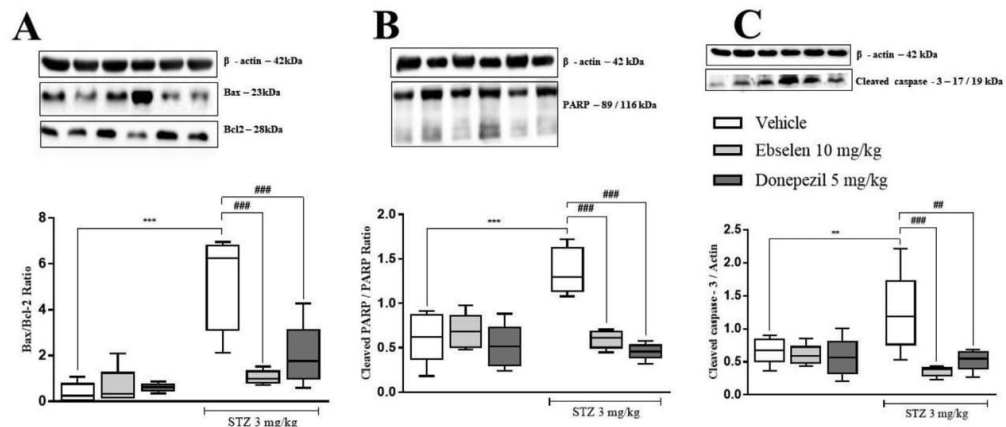 A
β - actin – 42kDa
Bax – 23kDa
Bcl2 – 28kDa
B
β - actin – 42 kDa
PARP – 89 / 116 kDa
C
β - actin – 42 kDa
Cleaved caspase - 3 – 17 / 19 kDa
Vehicle
Ebselen 10 mg/kg
Donepezil 5 mg/kg
Bax/Bcl-2 Ratio
8
6
4
2
0
***
###
###
STZ 3 mg/kg
Cleaved PARP / PARP Ratio
2.0
1.5
1.0
0.5
0.0
***
###
###
STZ 3 mg/kg
Cleaved caspase - 3 / Actin
2.5
2.0
1.5
1.0
0.5
0.0
**
##
###
STZ 3 mg/kg